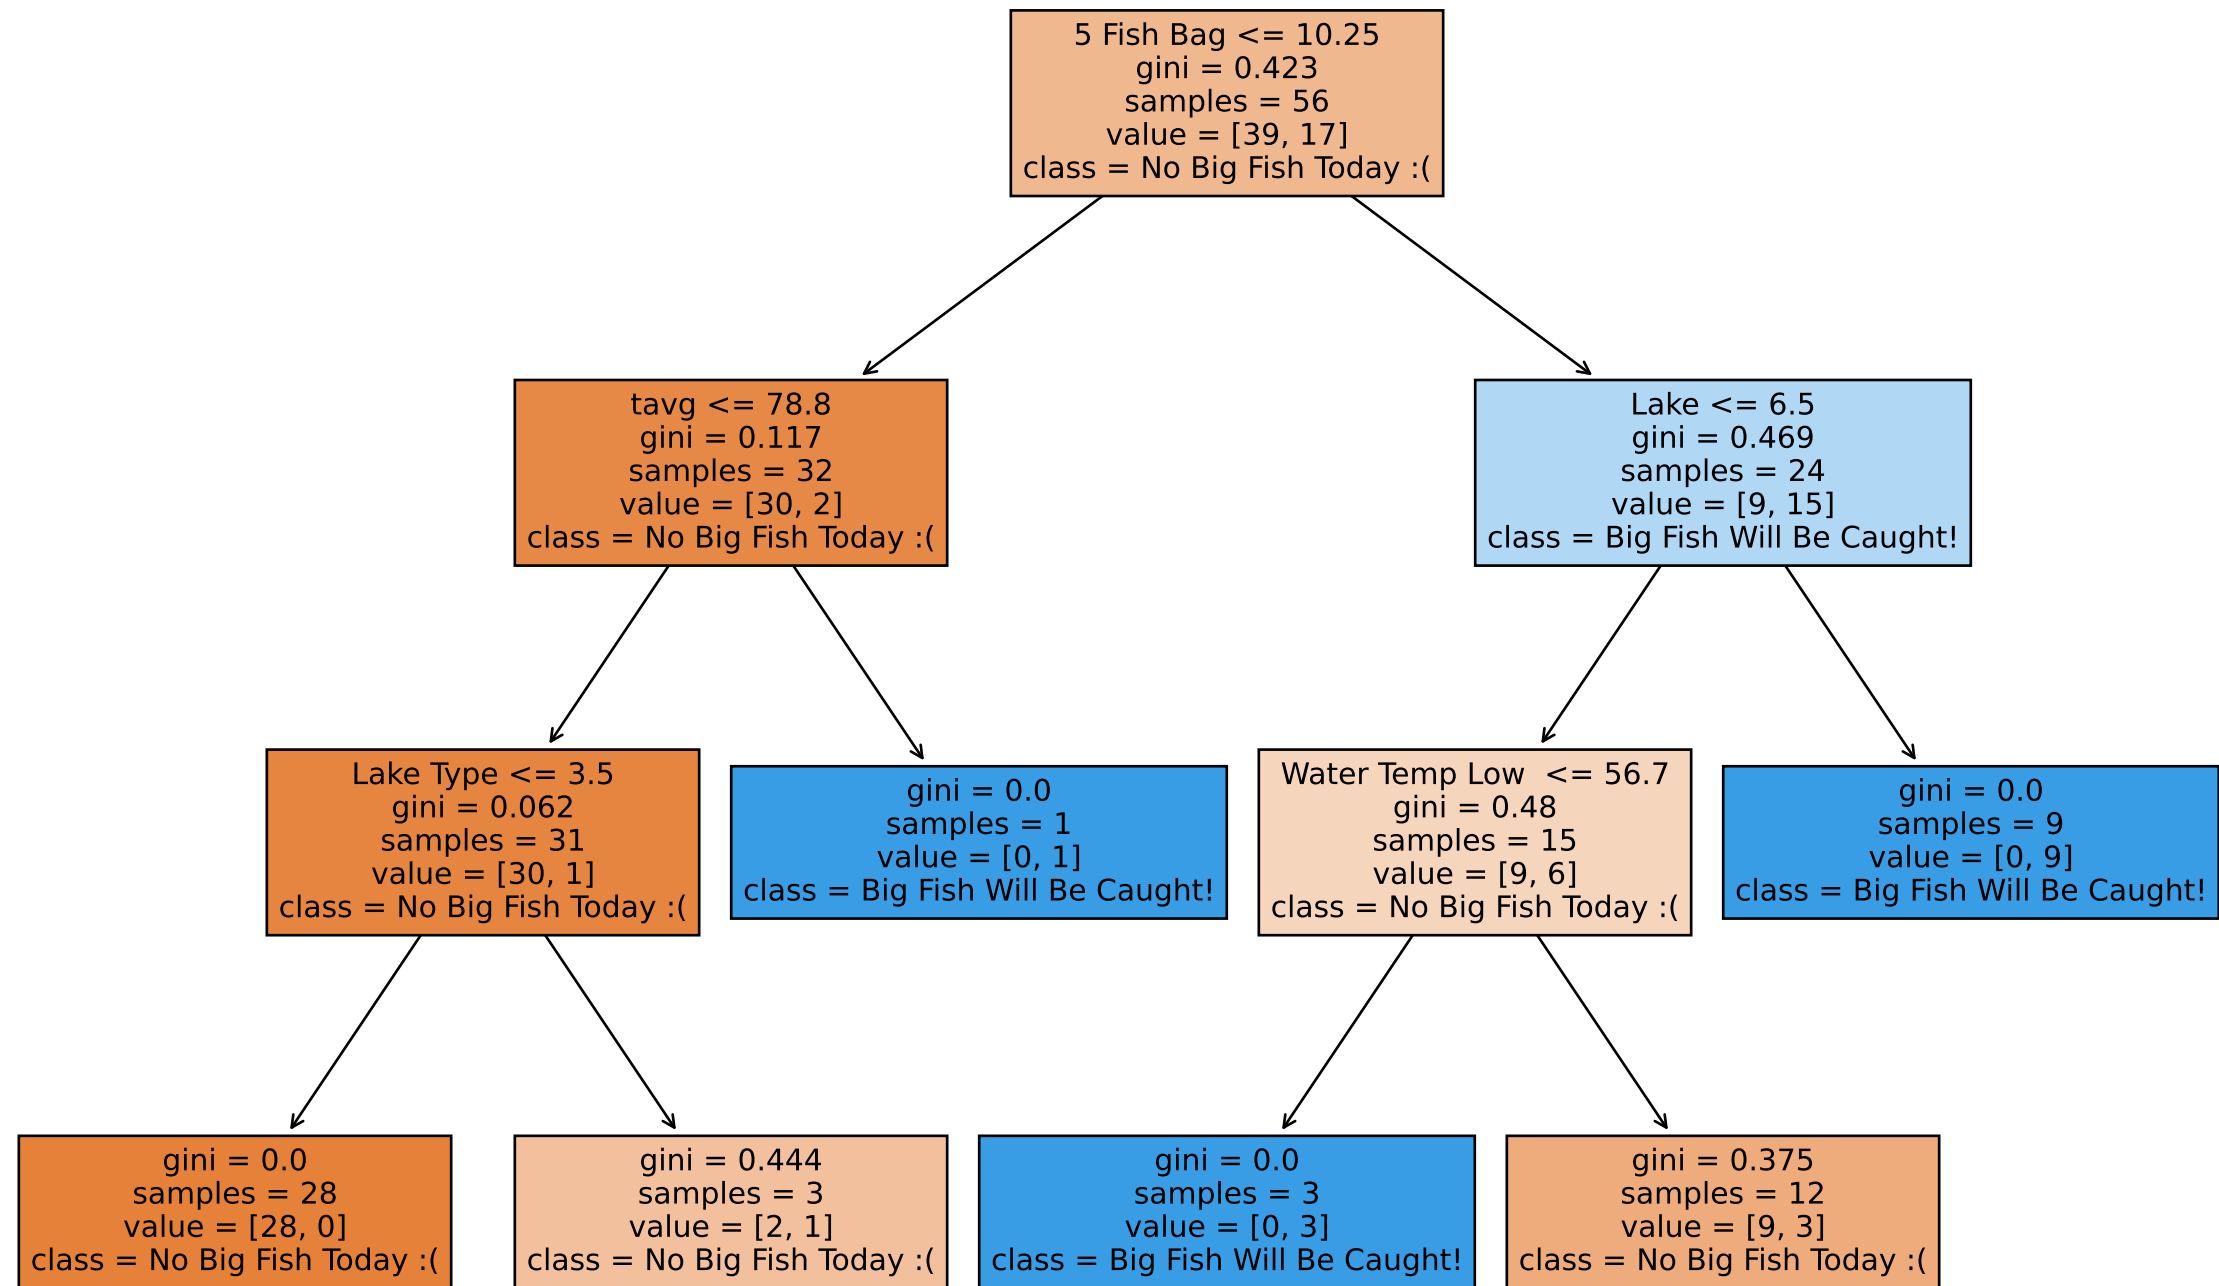 5 Fish Bag <= 10.25
gini = 0.423
samples = 56
value = [39, 17]
class = No Big Fish Today :(
tavg <= 78.8
gini = 0.117
samples = 32
value = [30, 2]
class = No Big Fish Today :(
Lake <= 6.5
gini = 0.469
samples = 24
value = [9, 15]
class = Big Fish Will Be Caught!
Lake Type <= 3.5
gini = 0.062
samples = 31
value = [30, 1]
class = No Big Fish Today :(
gini = 0.0
samples = 1
value = [0, 1]
class = Big Fish Will Be Caught!
Water Temp Low  <= 56.7
gini = 0.48
samples = 15
value = [9, 6]
class = No Big Fish Today :(
gini = 0.0
samples = 9
value = [0, 9]
class = Big Fish Will Be Caught!
gini = 0.0
samples = 28
value = [28, 0]
class = No Big Fish Today :(
gini = 0.444
samples = 3
value = [2, 1]
class = No Big Fish Today :(
gini = 0.0
samples = 3
value = [0, 3]
class = Big Fish Will Be Caught!
gini = 0.375
samples = 12
value = [9, 3]
class = No Big Fish Today :(